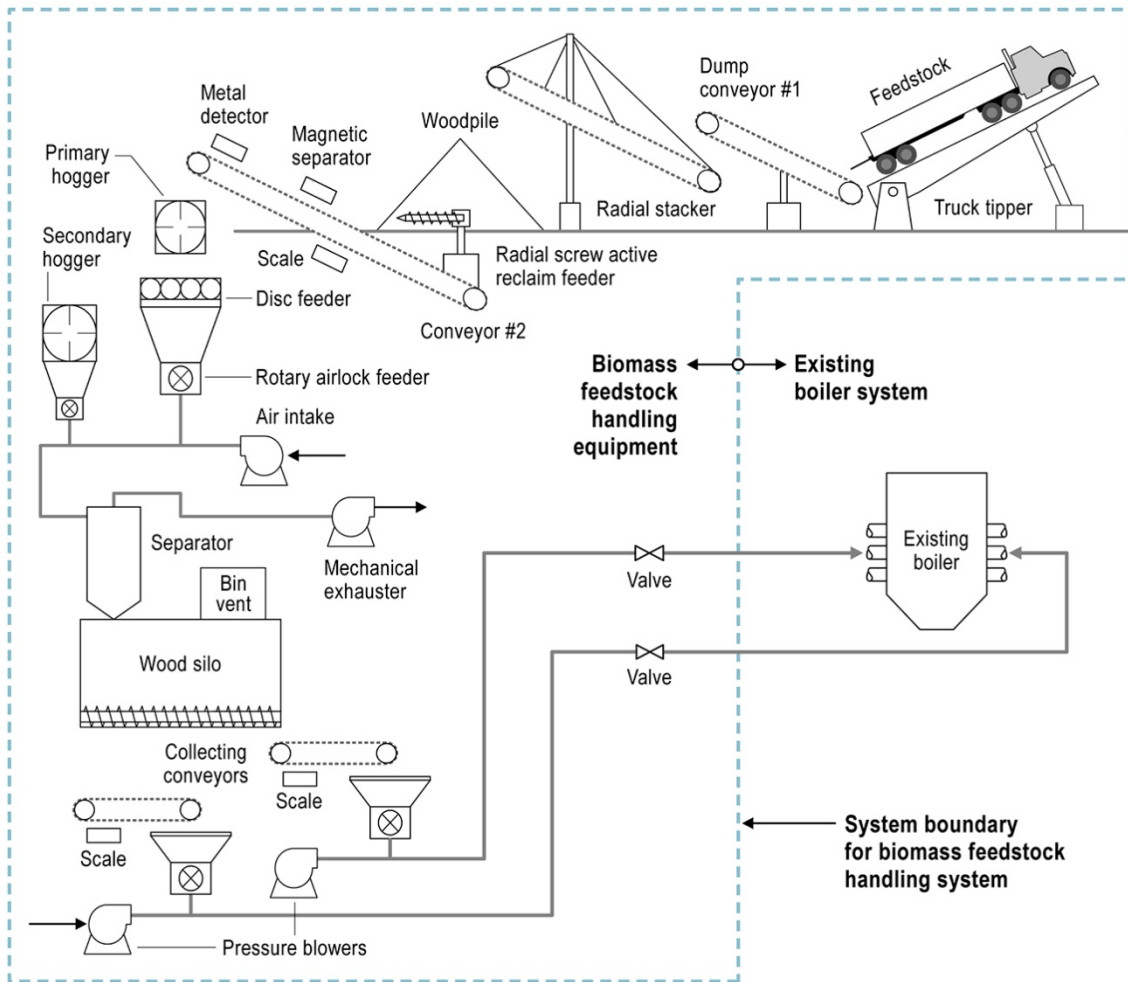 Feedstock
Dump
conveyor #1
Metal
detector
Magnetic
separator
Woodpile
Primary
hogger
Radial stacker
Truck tipper
Secondary
hogger
Scale
Radial screw active
reclaim feeder
Disc feeder
Conveyor #2
Rotary airlock feeder
Biomass
feedstock
handling
equipment
Existing
boiler system
Air intake
Separator
Mechanical
exhauster
Existing
boiler
Valve
Bin
vent
Wood silo
Valve
Collecting
conveyors
Scale
Scale
System boundary
for biomass feedstock
handling system
Pressure blowers